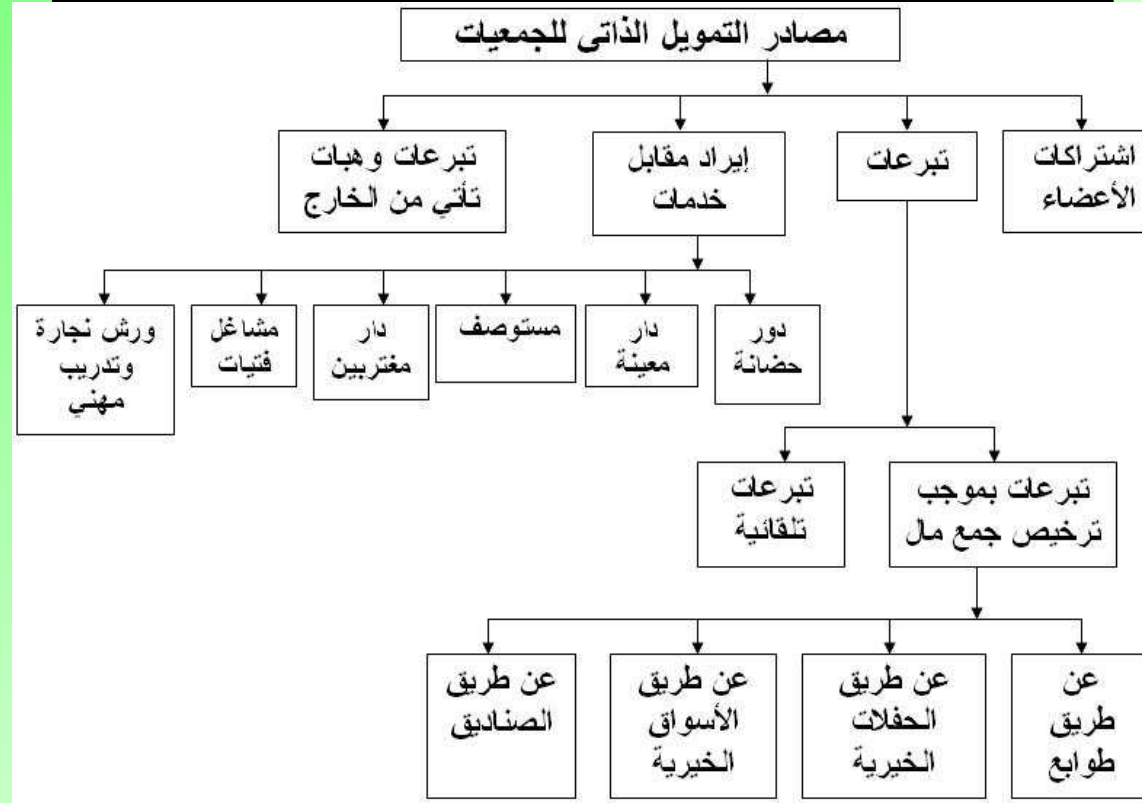 مصادر التمويل الذاتى للجمعيات
اشتراكات
الأعضاء
تبرعات
إيراد مقابل
خدمات
تبرعات وهبات
تأتي من الخارج
دور
حضانة
دار
معينة
مستوصف
دار
مغتربين
مشاغل
فتيات
ورش نجارة
وتدريب
مهني
تبرعات بموجب
ترخيص جمع مال
تبرعات
تلقائية
عن
طريق
طوابع
عن طريق
الحفلات
الخيرية
عن طريق
الأسواق
الخيرية
عن طريق
الصناديق